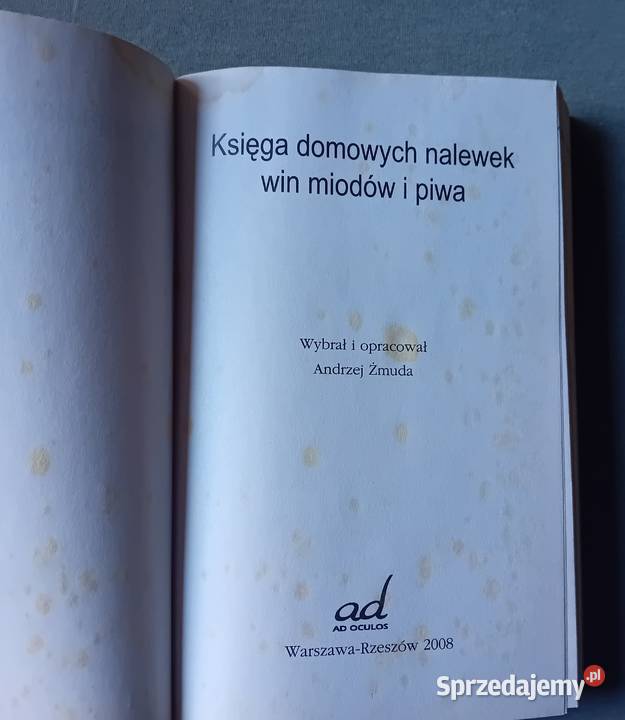 Księga domowych nalewek
win miodów i piwa
Wybrał i opracował
Andrzej Żmuda
ad
AD OCULOS
Warszawa-Rzeszów 2008
Sprzedajemy.pl